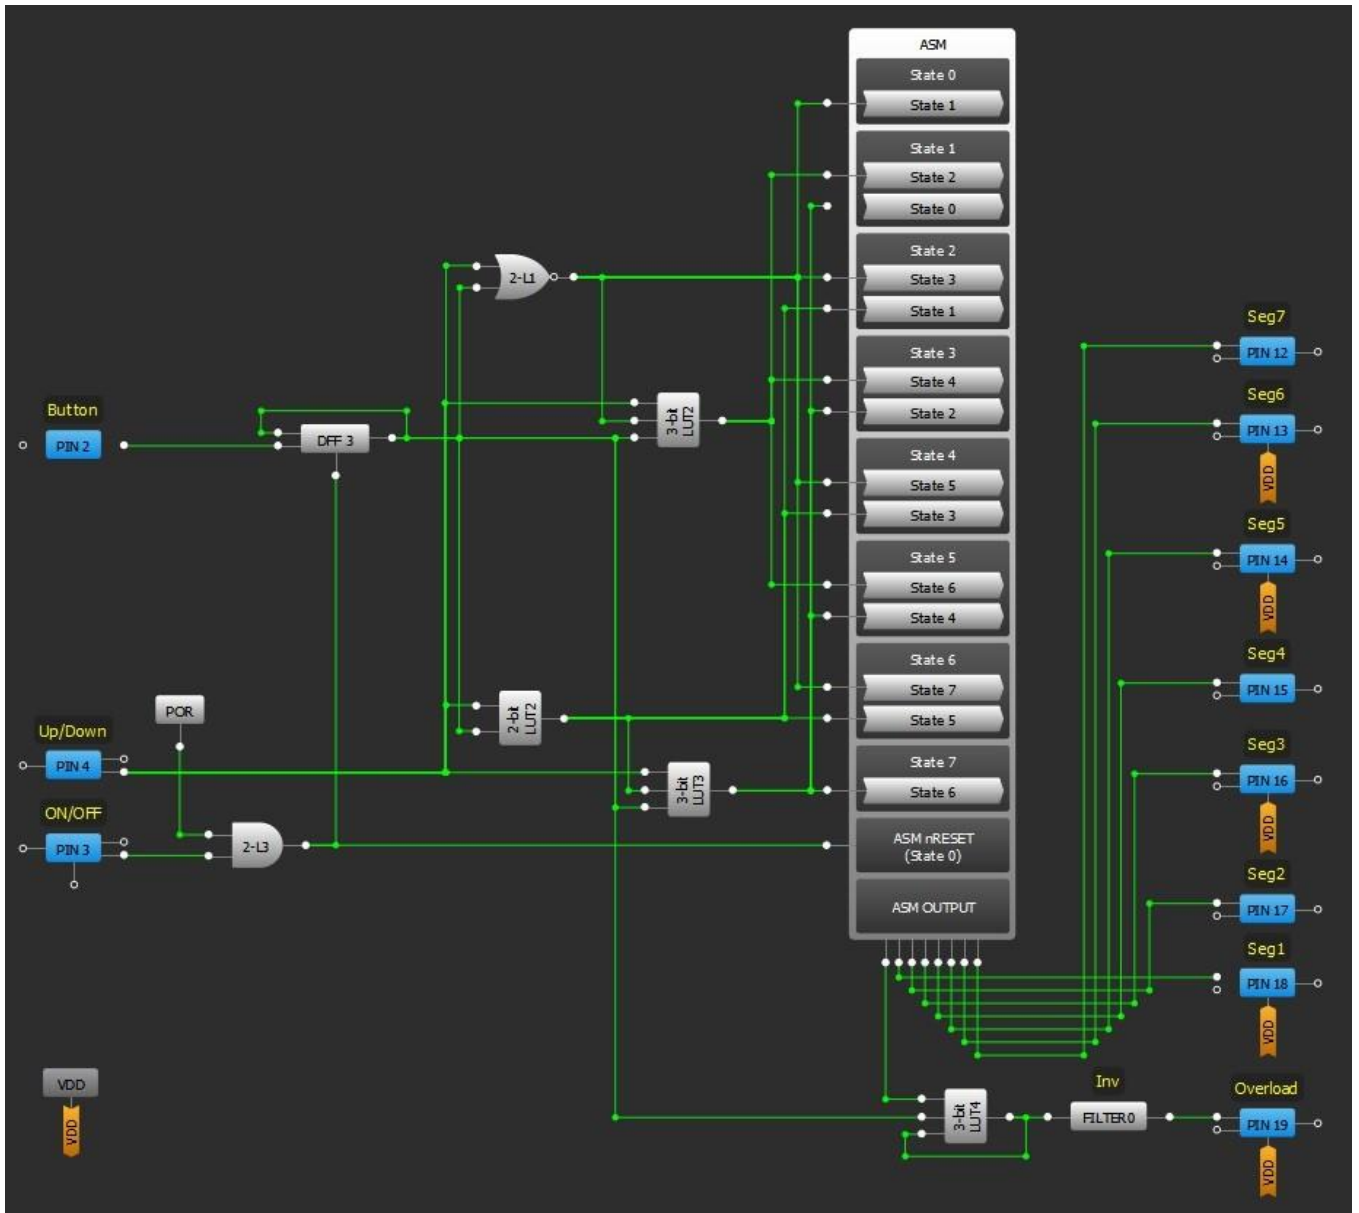 ASM
State 0
State 1
State 1
State 2
State 0
State 2
State 3
State 1
State 3
State 4
State 2
State 4
State 5
State 3
State 5
State 6
State 4
State 6
State 7
State 5
State 7
State 6
ASM nRESET
(State 0)
ASM OUTPUT
2-L1
3-bit
LUT2
Button
PIN 2
DFF 3
POR
Up/Down
PIN 4
ON/OFF
PIN 3
2-L3
2-bit
LUT2
3-bit
LUT3
VDD
VDD
Seg7
PIN 12
Seg6
PIN 13
VDD
Seg5
PIN 14
VDD
Seg4
PIN 15
Seg3
PIN 16
VDD
Seg2
PIN 17
Seg1
PIN 18
VDD
3-bit
LUT4
Inv
FILTER0
Overload
PIN 19
VDD